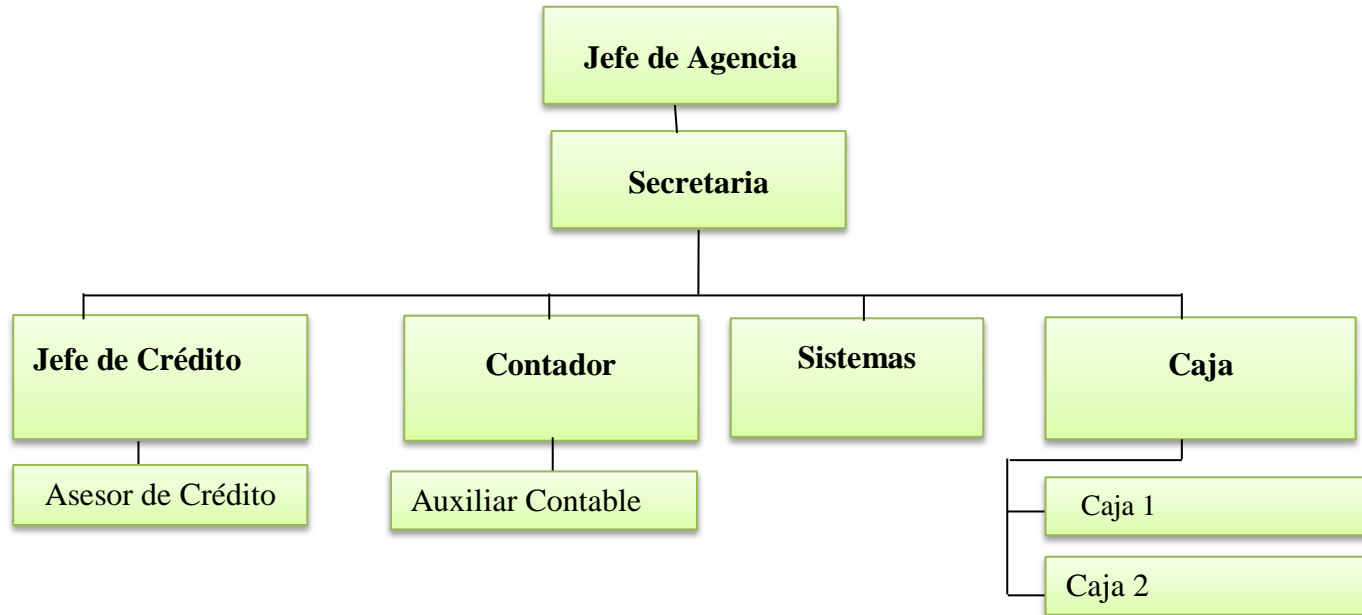 Jefe de Agencia
Secretaria
Jefe de Crédito
Contador
Sistemas
Caja
Asesor de Crédito
Auxiliar Contable
Caja 1
Caja 2